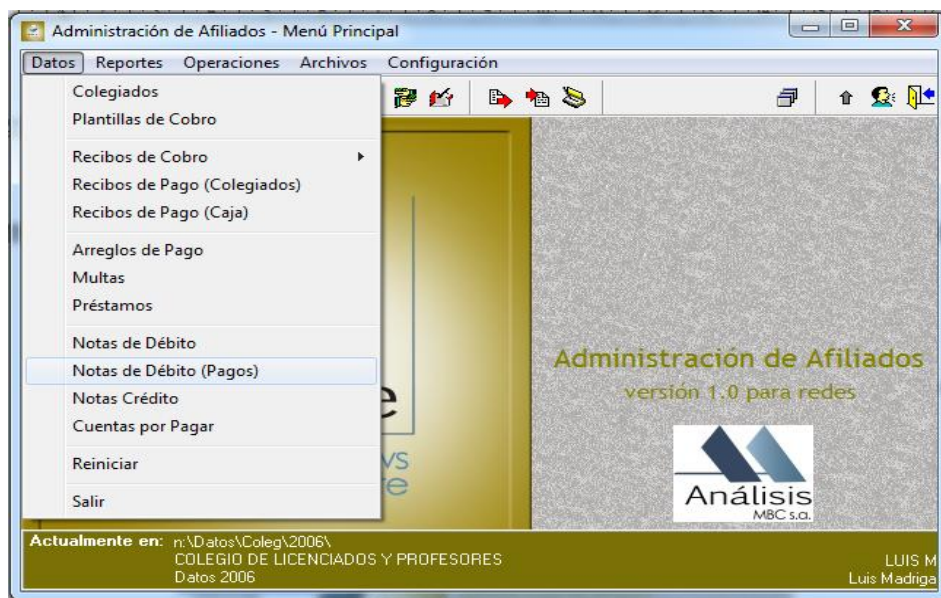 Administración de Afiliados - Menú Principal
Datos Reportes Operaciones Archivos Configuración
Colegiados
Plantillas de Cobro
Recibos de Cobro
Recibos de Pago (Colegiados)
Recibos de Pago (Caja)
Arreglos de Pago
Multas
Préstamos
Notas de Débito
Notas de Débito (Pagos)
Notas Crédito
Cuentas por Pagar
Reiniciar
Salir
Administración de Afiliados
versión 1.0 para redes
Análisis
MBC s.a.
Actualmente en: n:\Datos\Coleg\2006\
COLEGIO DE LICENCIADOS Y PROFESORES
Datos 2006
LUIS M
Luis Madriga